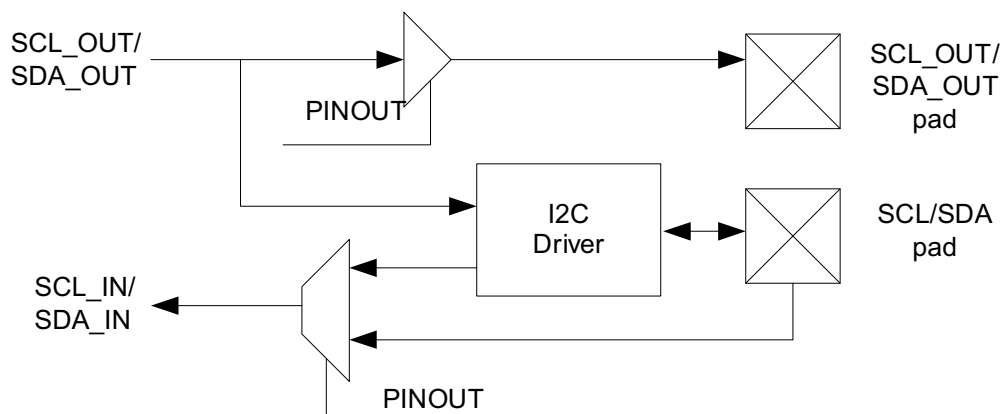 SCL_OUT/
SDA_OUT
PINOUT
SCL_OUT/
SDA_OUT
pad
I2C
Driver
SCL/SDA
pad
SCL_IN/
SDA_IN
PINOUT